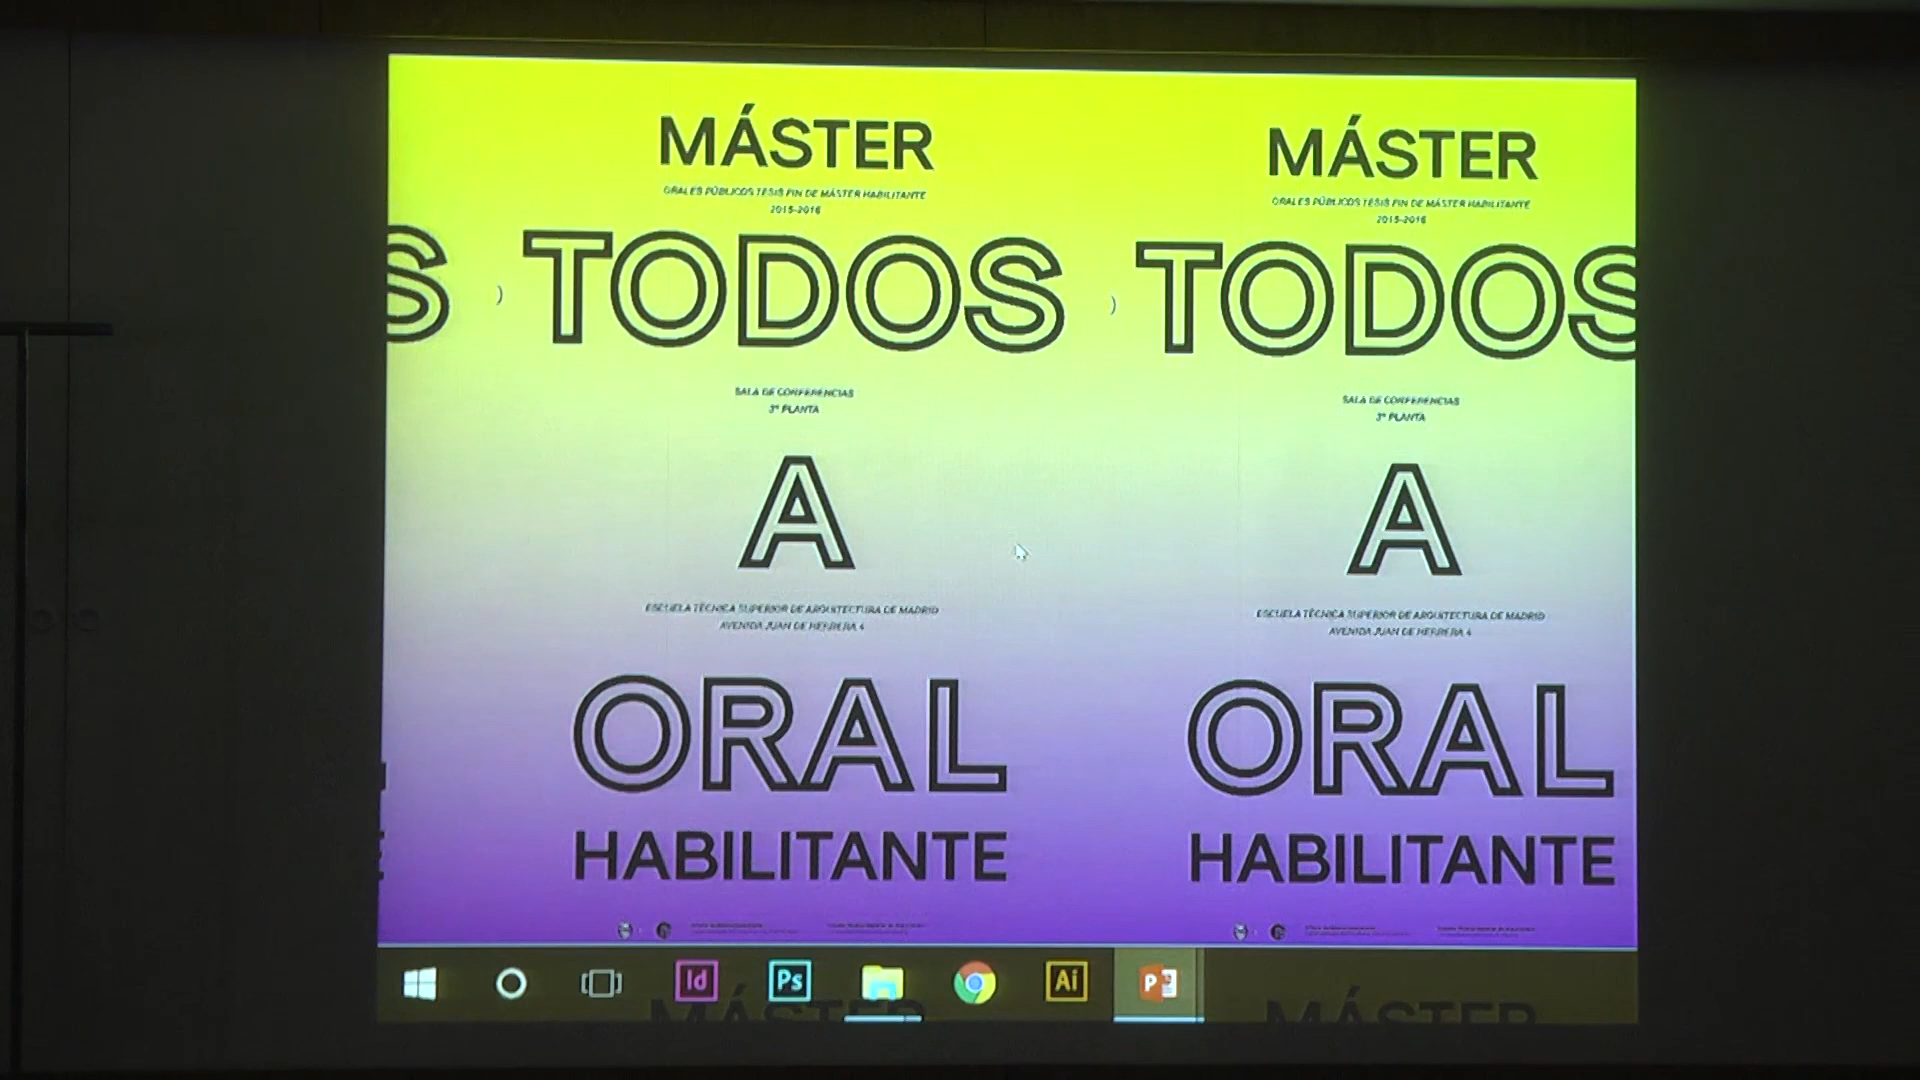 MÁSTER
ORALES PÚBLICOS TESIS FIN DE MÁSTER HABILITANTE
2015-2016
S ) TODOS
SALA DE CONFERENCIAS
3ª PLANTA
A
ESCUELA TÉCNICA SUPERIOR DE ARQUITECTURA DE MADRID
AVENIDA JUAN DE HERRERA 4
ORAL
HABILITANTE
MÁSTER
ORALES PÚBLICOS TESIS FIN DE MÁSTER HABILITANTE
2015-2016
) TODOS
SALA DE CONFERENCIAS
3ª PLANTA
A
ESCUELA TÉCNICA SUPERIOR DE ARQUITECTURA DE MADRID
AVENIDA JUAN DE HERRERA 4
ORAL
HABILITANTE
Id Ps Ai P
MÁSTER MÁSTER